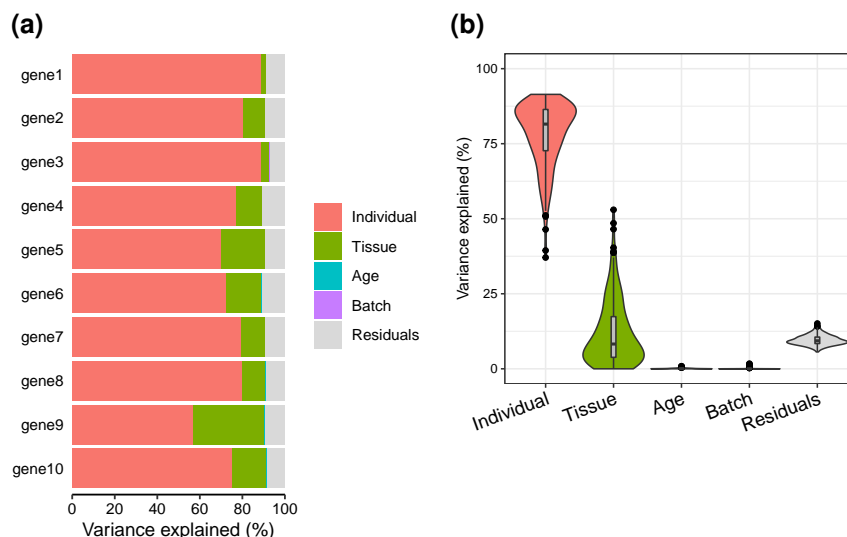 (a)
gene1
gene2
gene3
gene4
gene5
gene6
gene7
gene8
gene9
gene10
0 20 40 60 80 100
Variance explained (%)
Individual
Tissue
Age
Batch
Residuals
(b)
Variance explained (%)
100
75
50
25
0
Individual
Tissue
Age
Batch
Residuals